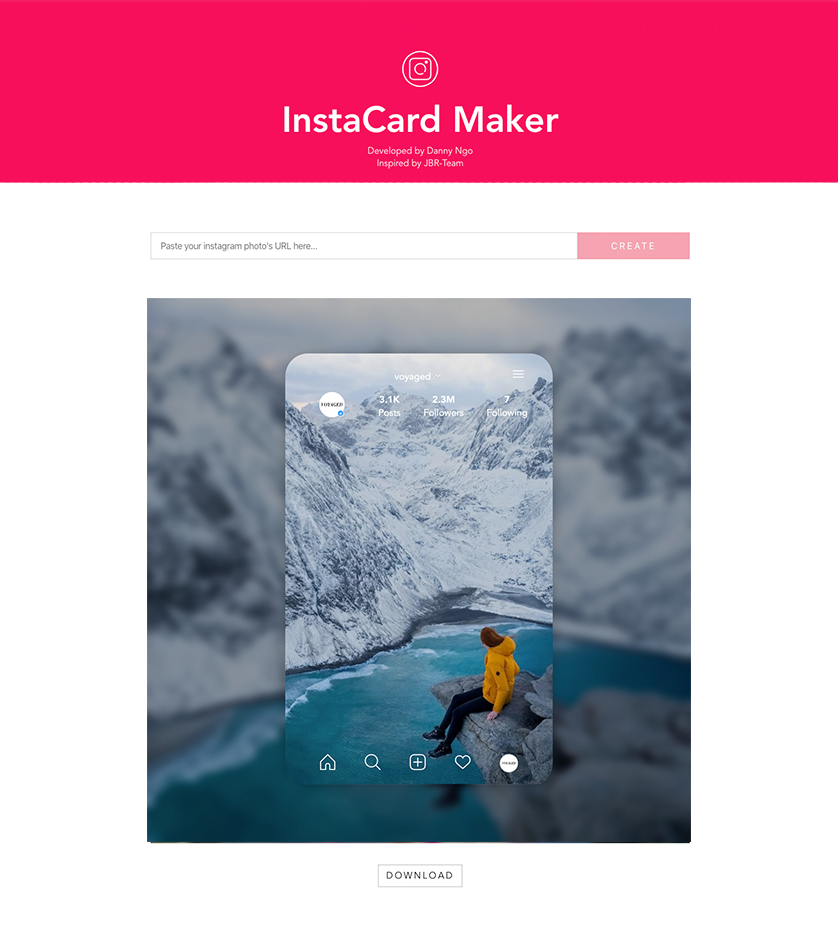 InstaCard Maker
Developed by Danny Ngo
Inspired by JBR-Team
Paste your instagram photo's URL here...
CREATE
voyaged
3.1K 2.3M 7
Posts Followers Following
VOYAGED
DOWNLOAD